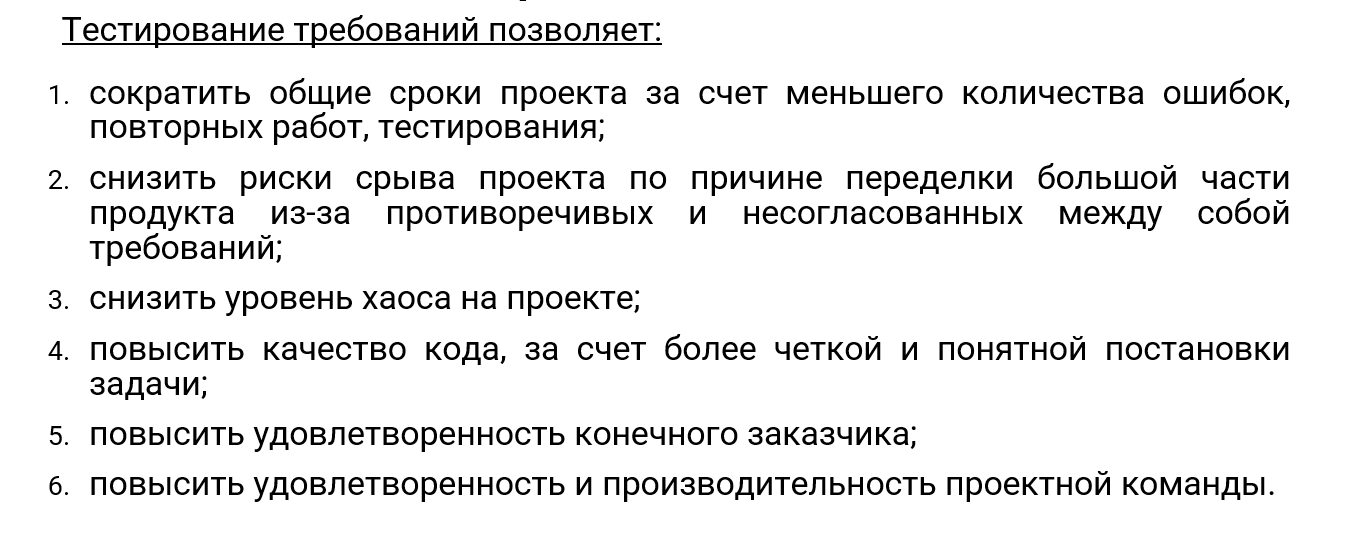 Тестирование требований позволяет:
1. сократить общие сроки проекта за счет меньшего количества ошибок,
повторных работ, тестирования;
2. снизить риски срыва проекта по причине переделки большой части
продукта из-за противоречивых и несогласованных между собой
требований;
3. снизить уровень хаоса на проекте;
4. повысить качество кода, за счет более четкой и понятной постановки
задачи;
5. повысить удовлетворенность конечного заказчика;
6. повысить удовлетворенность и производительность проектной команды.